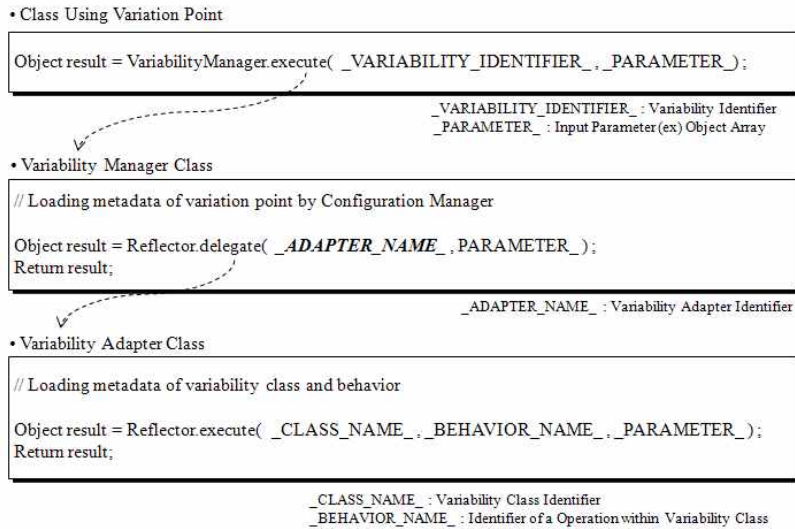 • Class Using Variation Point
Object result = VariabilityManager.execute( _VARIABILITY_IDENTIFIER_ , _PARAMETER_ ) ;
_VARIABILITY_IDENTIFIER_ : Variability Identifier
_PARAMETER_ : Input Parameter (ex) Object Array
• Variability Manager Class
// Loading metadata of variation point by Configuration Manager
Object result = Reflector.delegate( _ADAPTER_NAME_ , PARAMETER_ ) ;
Return result;
_ADAPTER_NAME_ : Variability Adapter Identifier
• Variability Adapter Class
// Loading metadata of variability class and behavior
Object result = Reflector.execute( _CLASS_NAME_ , _BEHAVIOR_NAME_ , _PARAMETER_ ) ;
Return result;
_CLASS_NAME_ : Variability Class Identifier
_BEHAVIOR_NAME_ : Identifier of a Operation within Variability Class